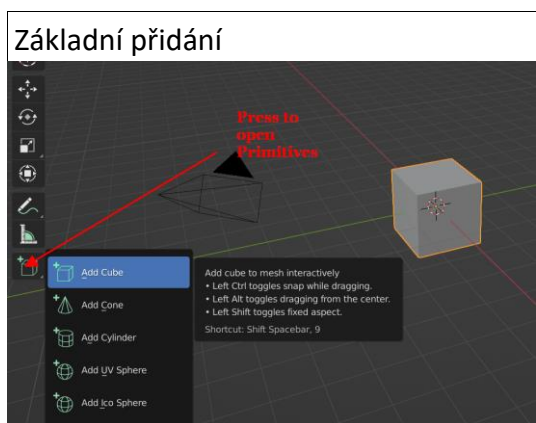 Základní přidání
Press to
open
Primitives
Add Cube
Add cube to mesh interactively
• Left Ctrl toggles snap while dragging.
• Left Alt toggles dragging from the center.
• Left Shift toggles fixed aspect.
Shortcut: Shift Spacebar, 9
Add Cone
Add Cylinder
Add UV Sphere
Add Ico Sphere